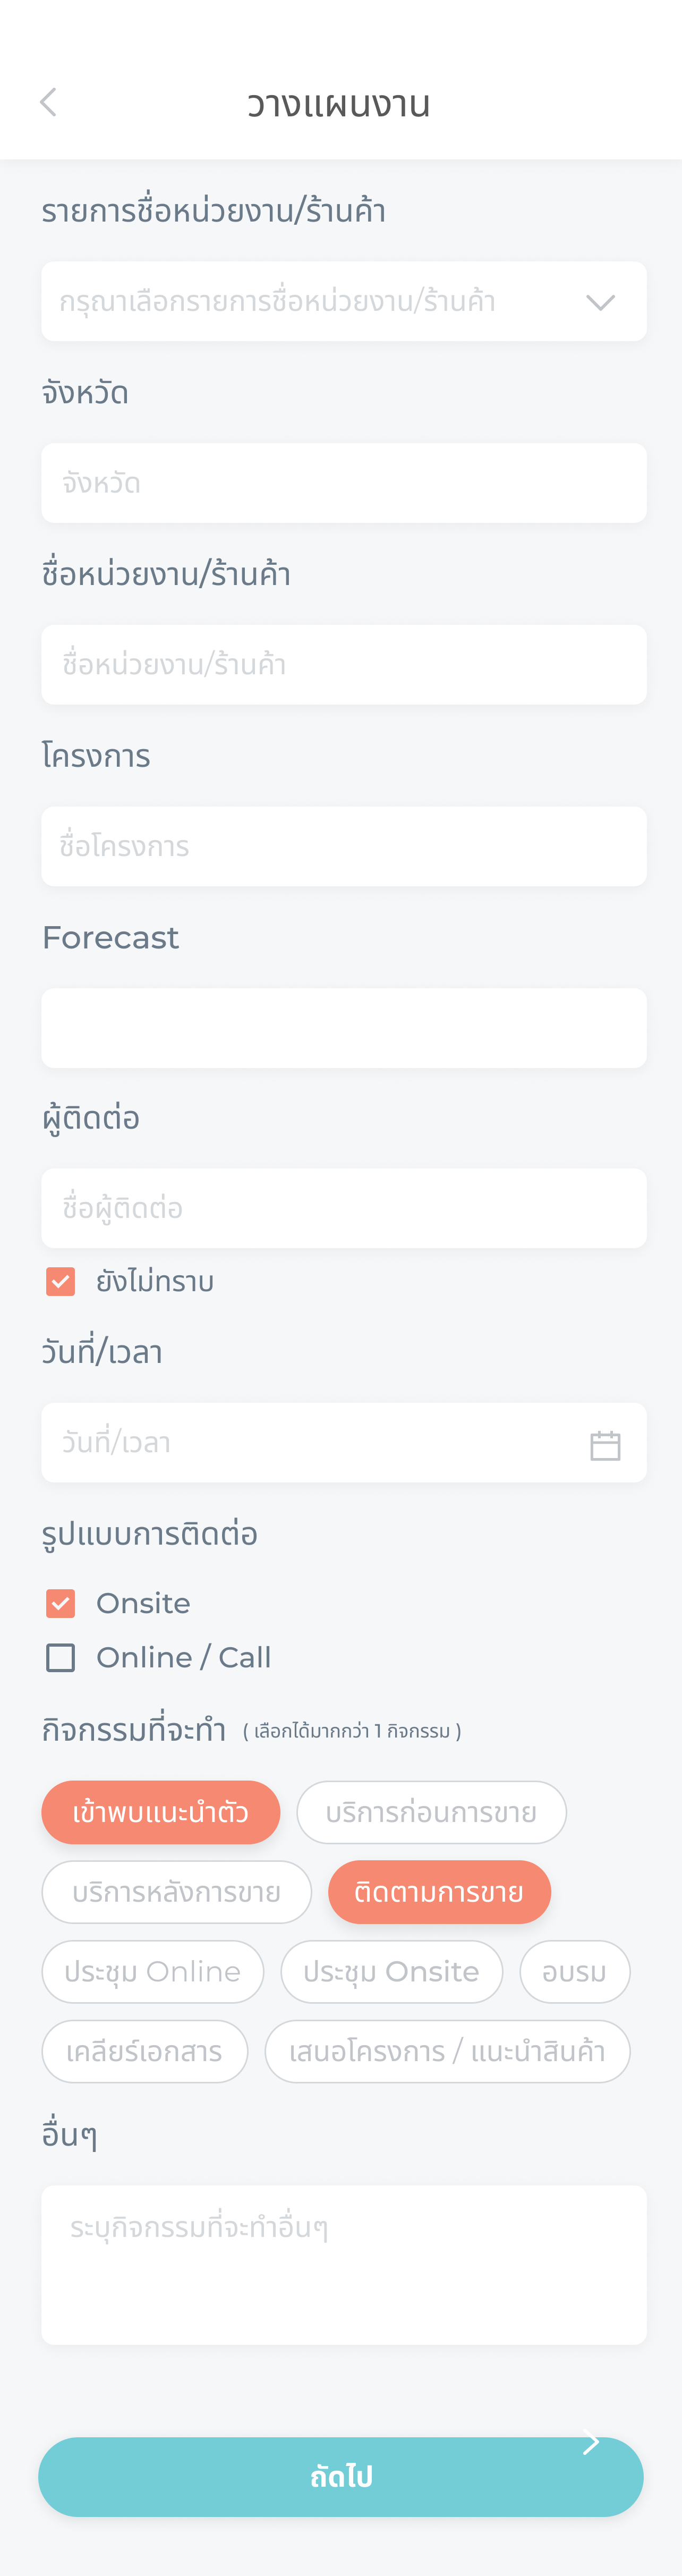 วางแผนงาน
รายการชื่อหน่วยงาน/ร้านค้า
กรุณาเลือกรายการชื่อหน่วยงาน/ร้านค้า
จังหวัด
จังหวัด
ชื่อหน่วยงาน/ร้านค้า
ชื่อหน่วยงาน/ร้านค้า
โครงการ
ชื่อโครงการ
Forecast
ผู้ติดต่อ
ชื่อผู้ติดต่อ
ยังไม่ทราบ
วันที่/เวลา
วันที่/เวลา
รูปแบบการติดต่อ
Onsite
Online / Call
กิจกรรมที่จะทำ ( เลือกได้มากกว่า 1 กิจกรรม )
เข้าพบแนะนำตัว บริการก่อนการขาย
บริการหลังการขาย ติดตามการขาย
ประชุม Online ประชุม Onsite อบรม
เคลียร์เอกสาร เสนอโครงการ / แนะนำสินค้า
อื่นๆ
ระบุกิจกรรมที่จะทำอื่นๆ
ถัดไป